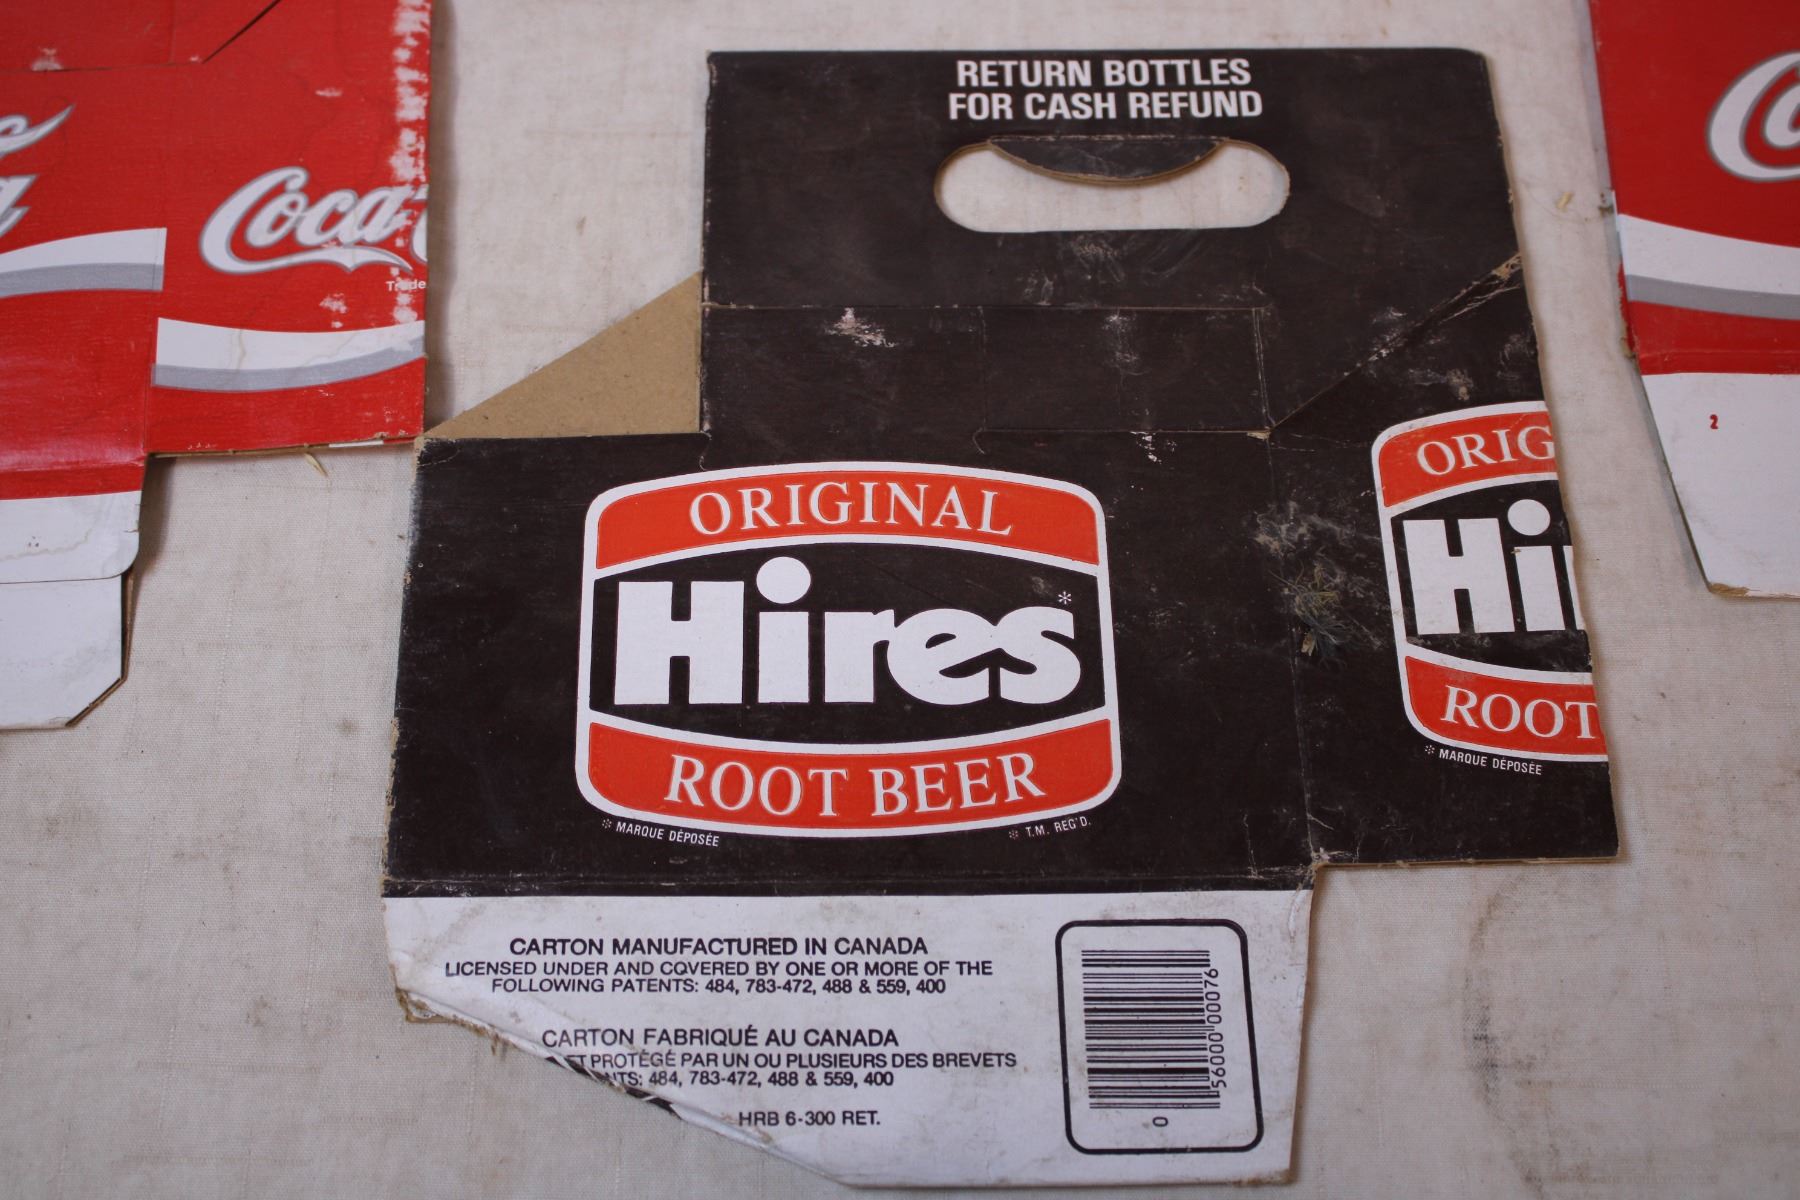 RETURN BOTTLES
FOR CASH REFUND
Coca
Trade
ORIGINAL
Hires*
ROOT BEER
* MARQUE DÉPOSÉE
* T.M. REG'D.
ORIG
Hi
ROOT
* MARQUE DÉPOSÉE
2
CARTON MANUFACTURED IN CANADA
LICENSED UNDER AND COVERED BY ONE OR MORE OF THE
FOLLOWING PATENTS: 484, 783-472, 488 & 559, 400
CARTON FABRIQUÉ AU CANADA
ET PROTÉGÉ PAR UN OU PLUSIEURS DES BREVETS
NTS: 484, 783-472, 488 & 559, 400
HRB 6-300 RET.
56000 00076
0